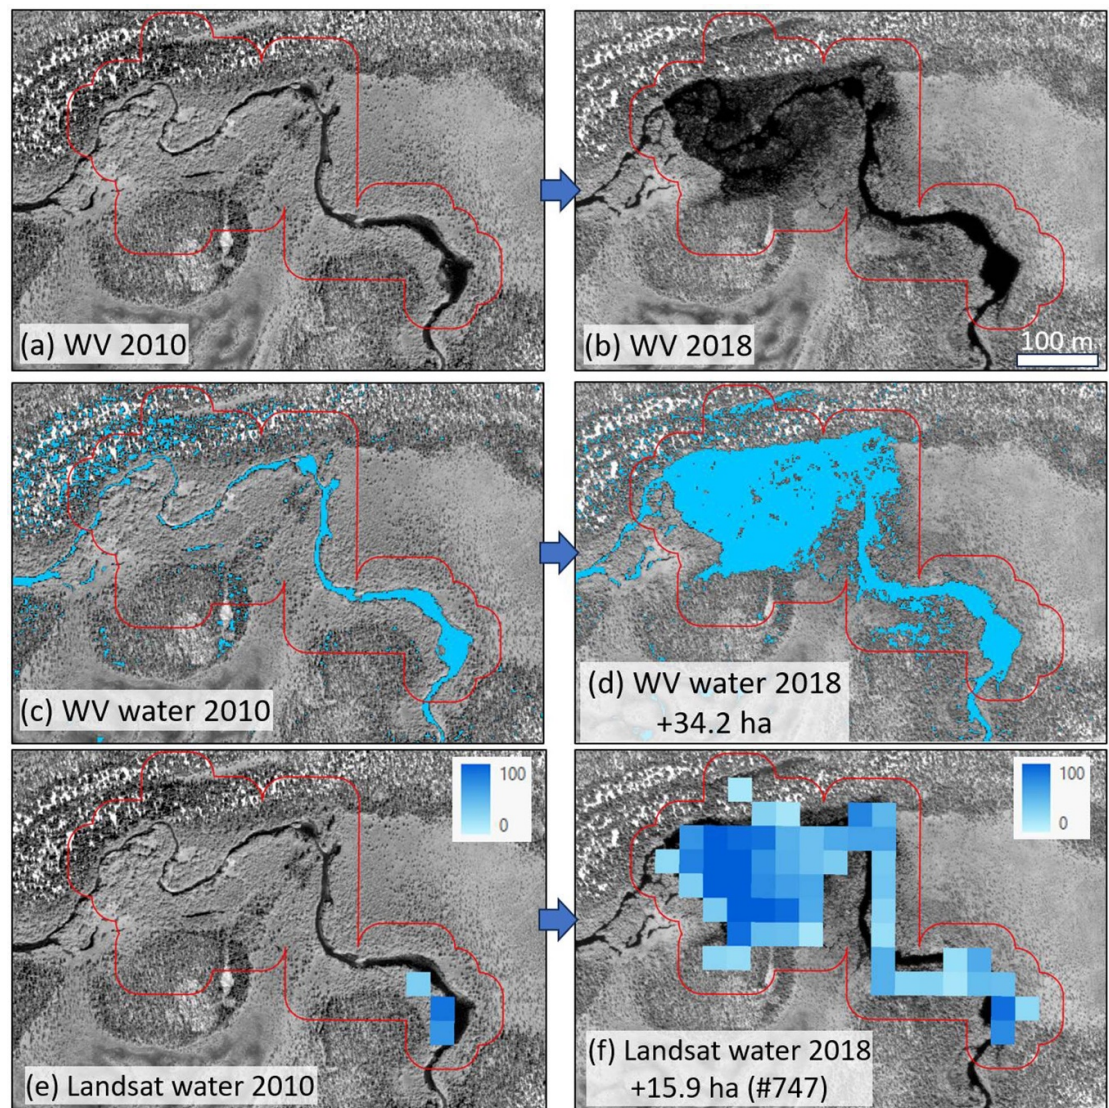 (a) WV 2010
(b) WV 2018
100 m
(c) WV water 2010
(d) WV water 2018
+34.2 ha
100
0
(e) Landsat water 2010
100
0
(f) Landsat water 2018
+15.9 ha (#747)